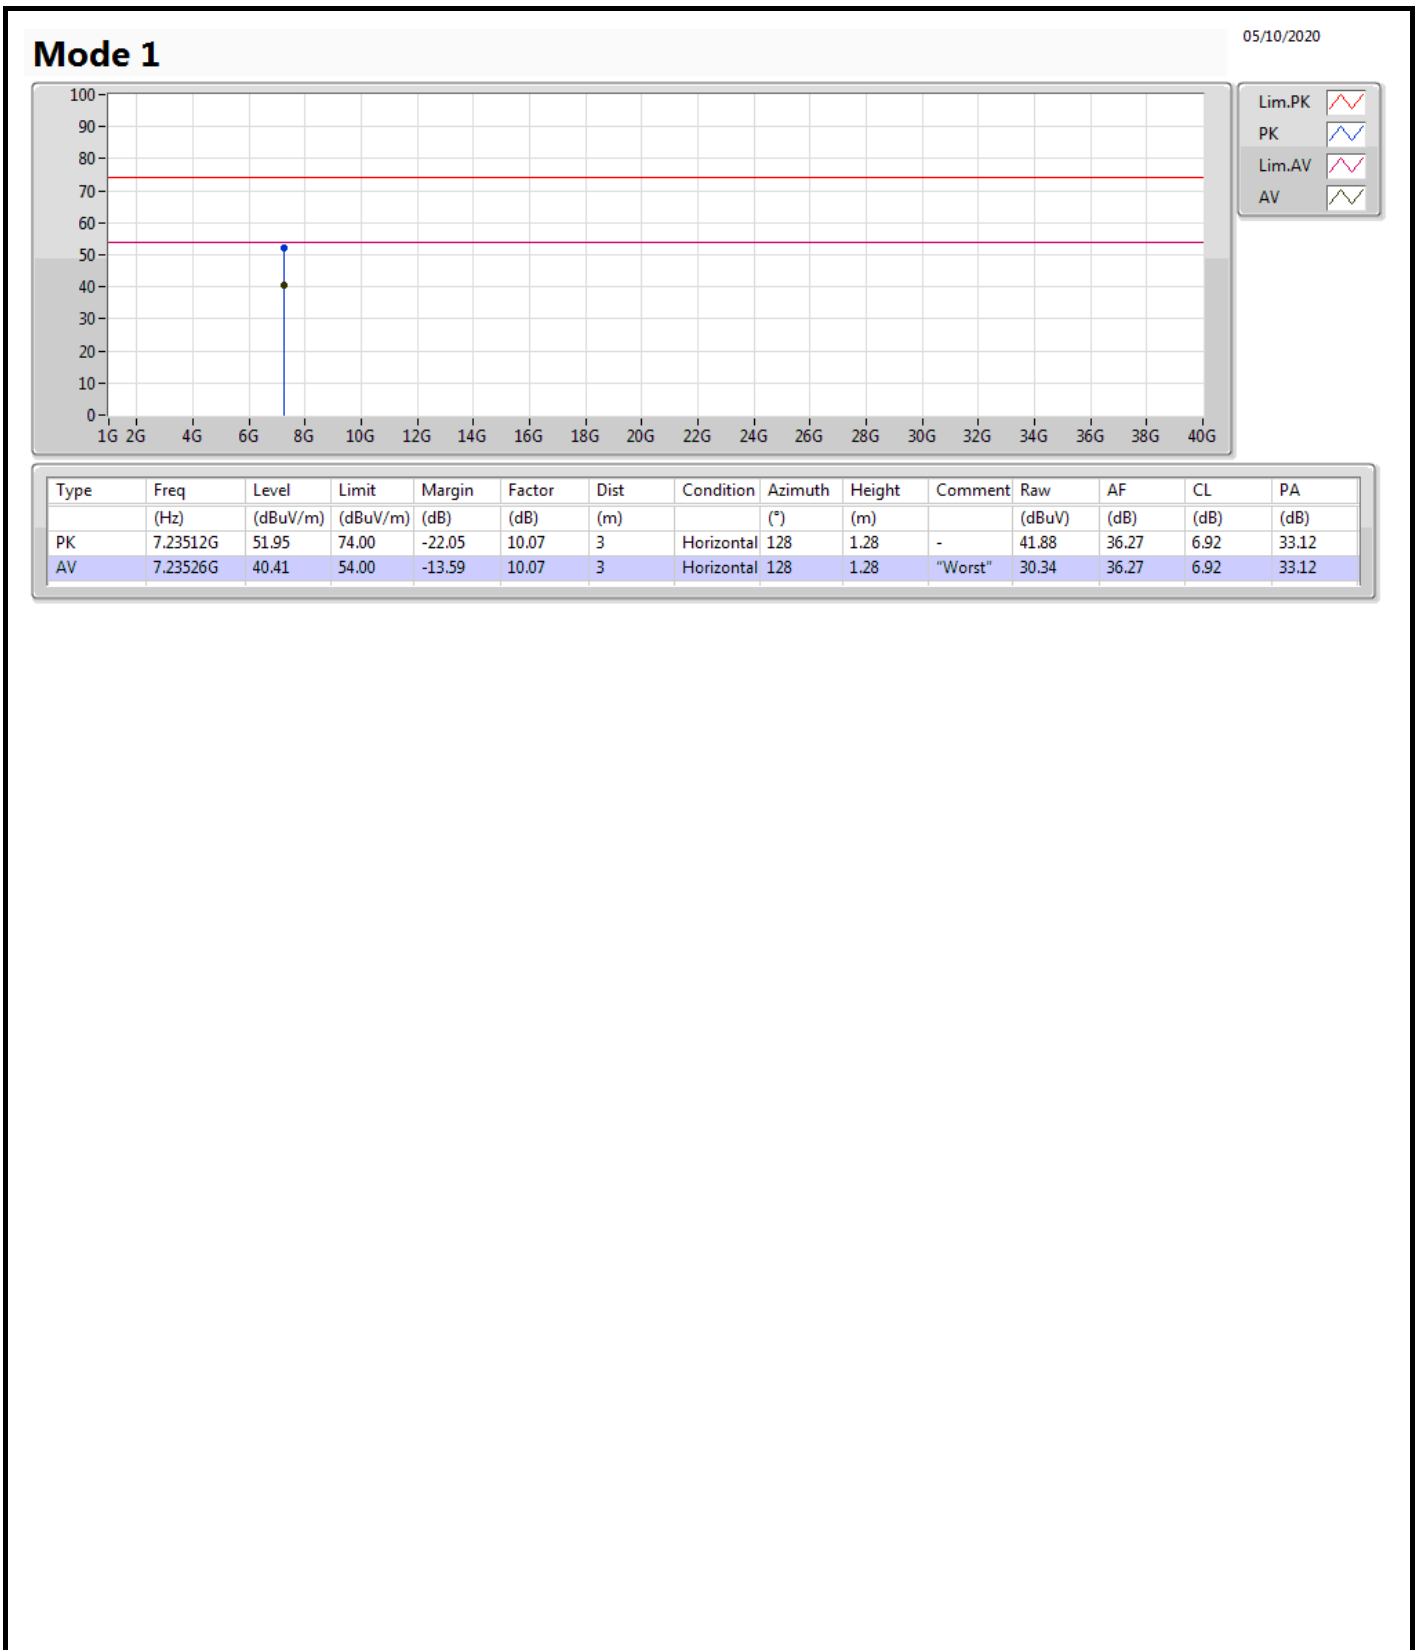 05/10/2020
Mode 1
100
90
80
70
60
50
40
30
20
10
0
1G 2G 4G 6G 8G 10G 12G 14G 16G 18G 20G 22G 24G 26G 28G 30G 32G 34G 36G 38G 40G
Lim.PK
PK
Lim.AV
AV
Type Freq Level Limit Margin Factor Dist Condition Azimuth Height Comment Raw AF CL PA
(Hz) (dBuV/m) (dBuV/m) (dB) (dB) (m) (°) (m) (dBuV) (dB) (dB) (dB)
PK 7.23512G 51.95 74.00 -22.05 10.07 3 Horizontal 128 1.28 - 41.88 36.27 6.92 33.12
AV 7.23526G 40.41 54.00 -13.59 10.07 3 Horizontal 128 1.28 "Worst" 30.34 36.27 6.92 33.12